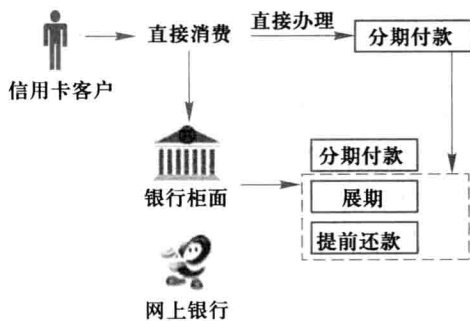 直接消费
直接办理
分期付款
信用卡客户
银行柜面
分期付款
展期
提前还款
网上银行